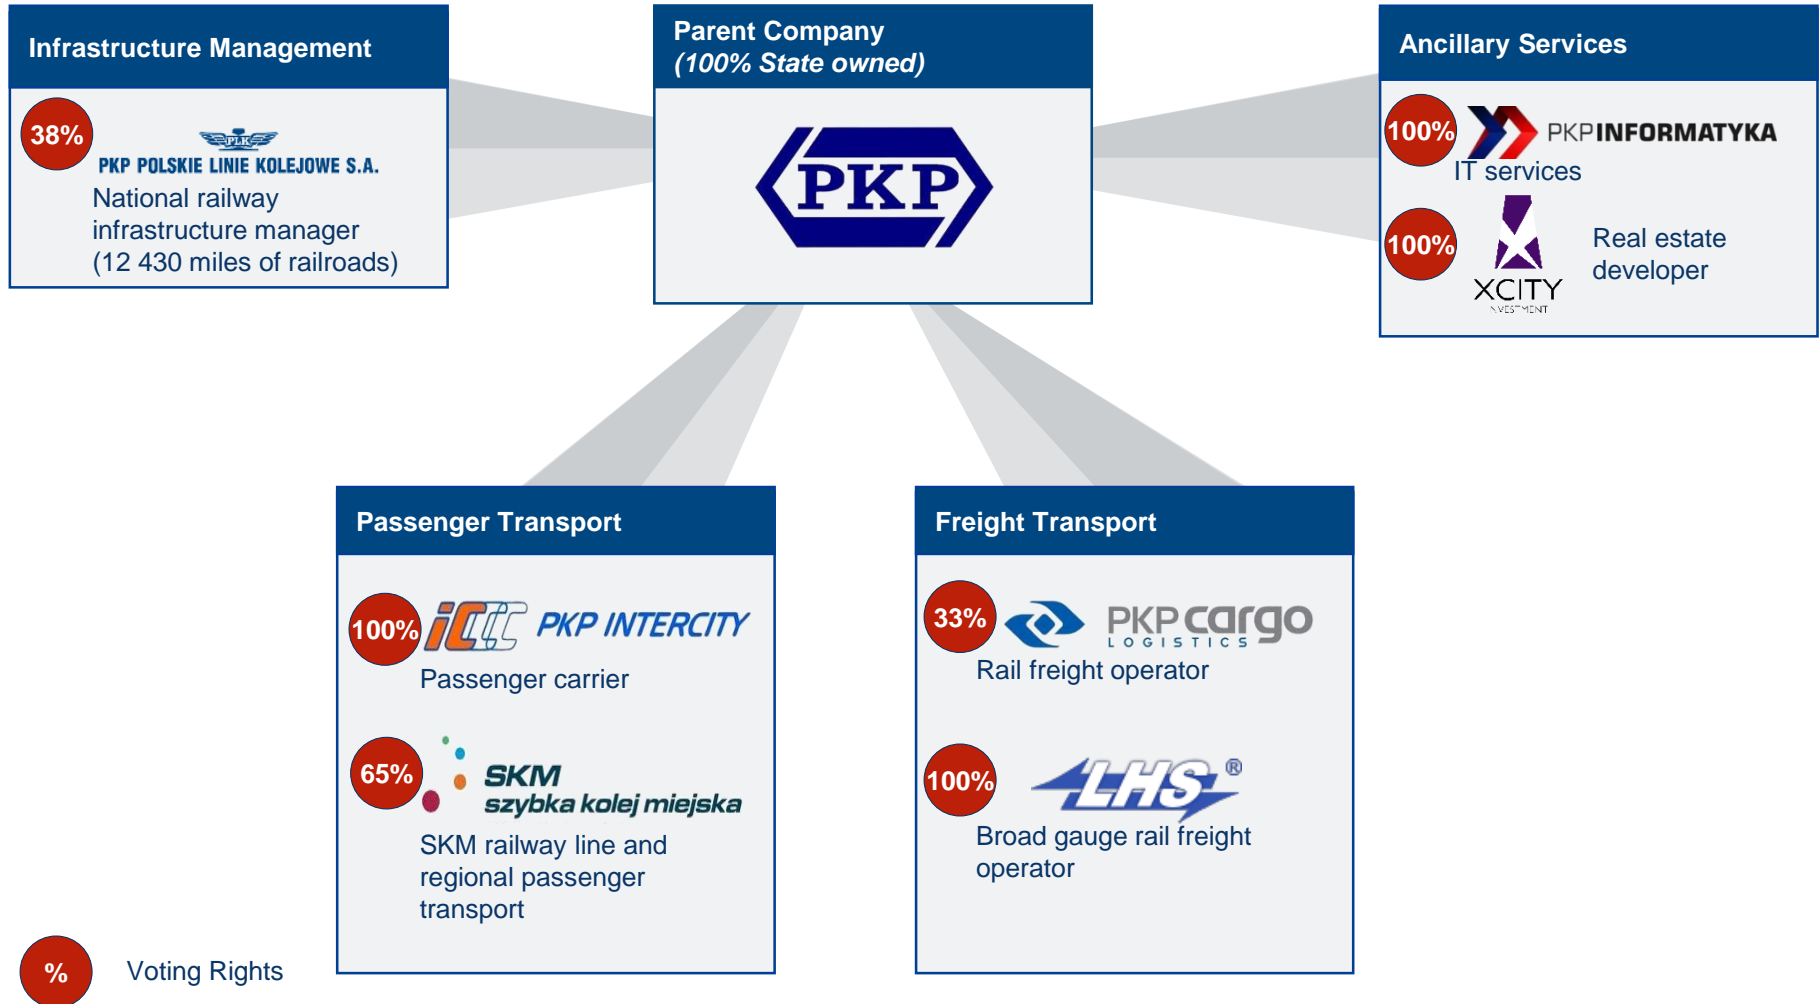 Infrastructure Management
38%
PLK
PKP POLSKIE LINIE KOLEJOWE S.A.
National railway
infrastructure manager
(12 430 miles of railroads)
Parent Company
(100% State owned)
PKP
Ancillary Services
100%
PKPINFORMATYKA
IT services
100%
XCITY
INVESTMENT
Real estate
developer
Passenger Transport
100%
iC PKP INTERCITY
Passenger carrier
65%
SKM
szybka kolej miejska
SKM railway line and
regional passenger
transport
Freight Transport
33%
PKP cargo
LOGISTICS
Rail freight operator
100%
LHS®
Broad gauge rail freight
operator
% Voting Rights